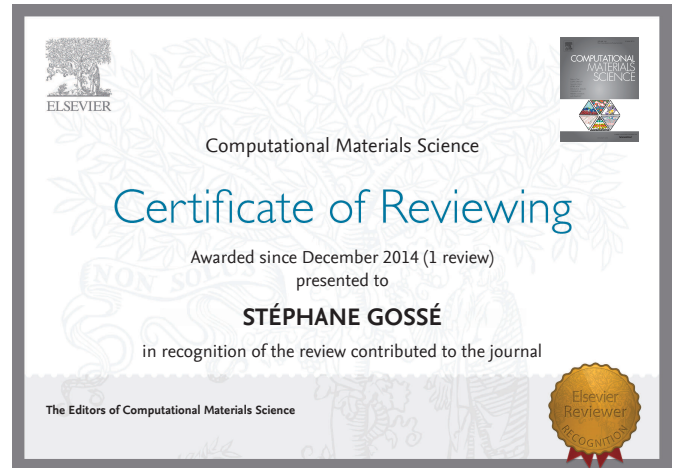 ELSEVIER
COMPUTATIONAL
MATERIALS
SCIENCE
Computational Materials Science
Certificate of Reviewing
Awarded since December 2014 (1 review)
presented to
STÉPHANE GOSSÉ
in recognition of the review contributed to the journal
NON SOLUS
The Editors of Computational Materials Science
Elsevier
Reviewer
RECOGNITION